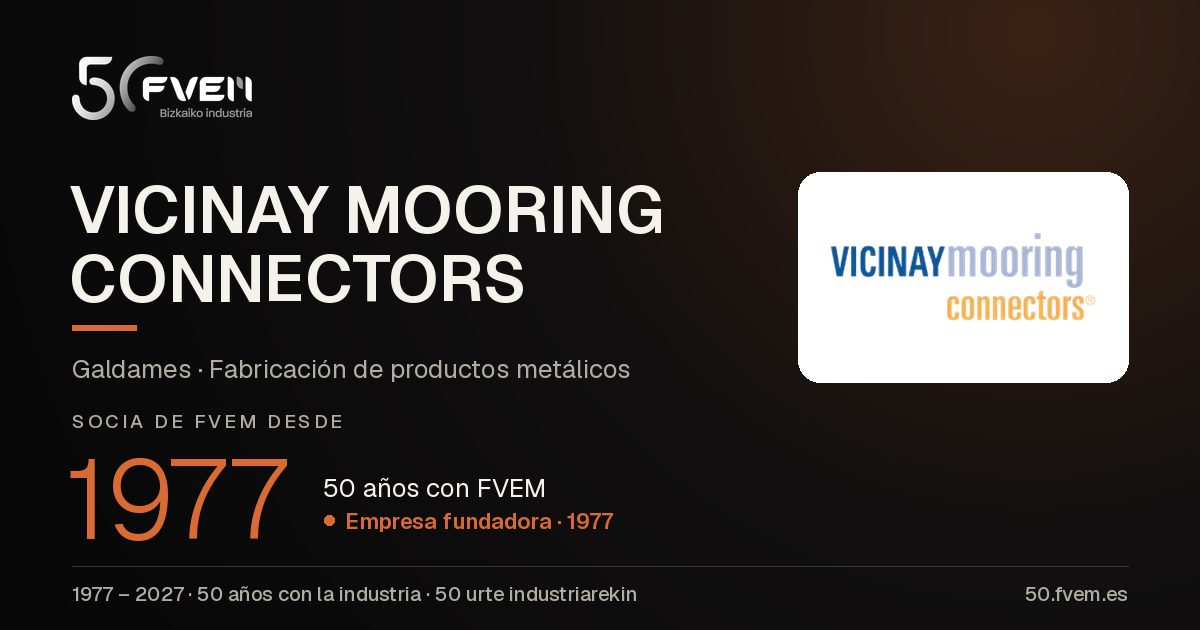 50 FVEM
Bizkaiko industria
VICINAY MOORING
CONNECTORS
VICINAYmooring
connectors®
Galdames · Fabricación de productos metálicos
SOCIA DE FVEM DESDE
1977
50 años con FVEM
Empresa fundadora · 1977
1977 – 2027 · 50 años con la industria · 50 urte industriarekin
50.fvem.es